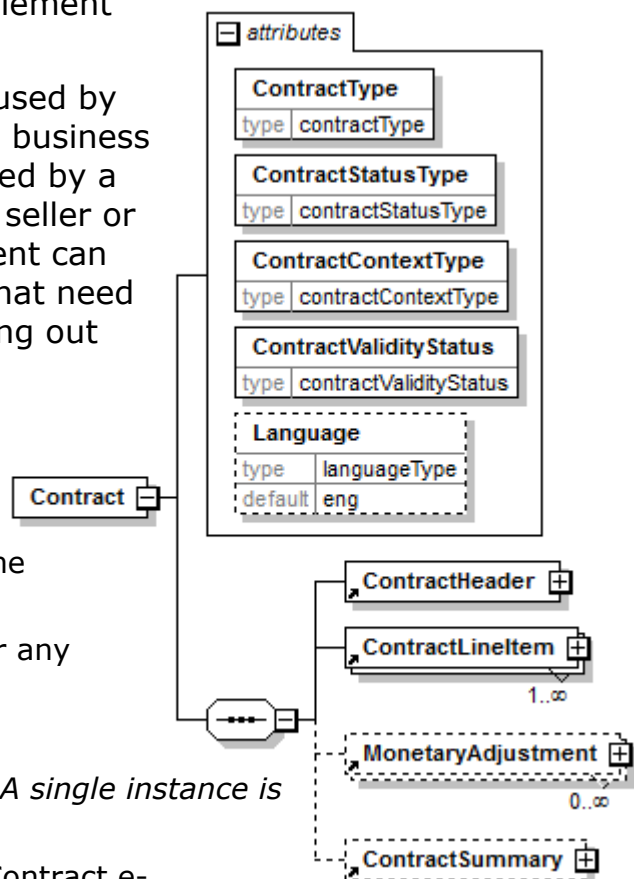 lement
used by
business
ed by a
seller or
ent can
hat need
ng out
ne
r any
A single instance is
Contract e-
attributes
ContractType
type contractType
ContractStatusType
type contractStatusType
ContractContextType
type contractContextType
ContractValidityStatus
type contractValidityStatus
Language
type languageType
default eng
Contract
ContractHeader
ContractLineItem
1..∞
MonetaryAdjustment
0..∞
ContractSummary